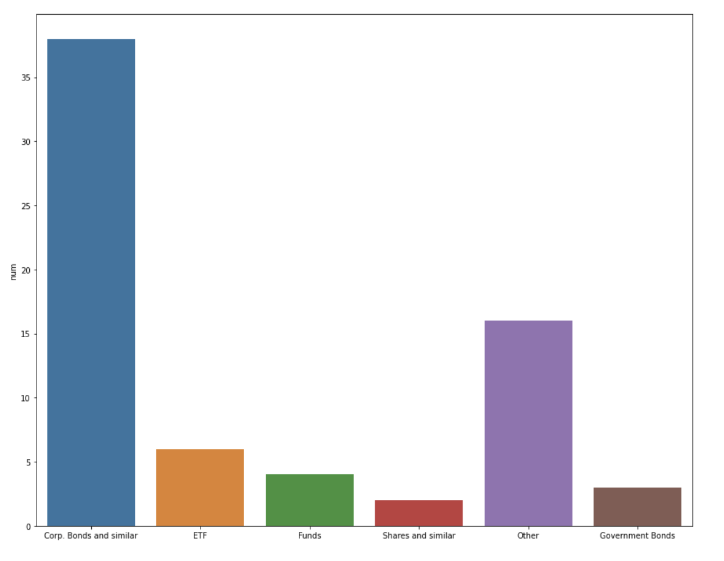 35
30
25
20
15
10
5
0
num
Corp. Bonds and similar
ETF
Funds
Shares and similar
Other
Government Bonds